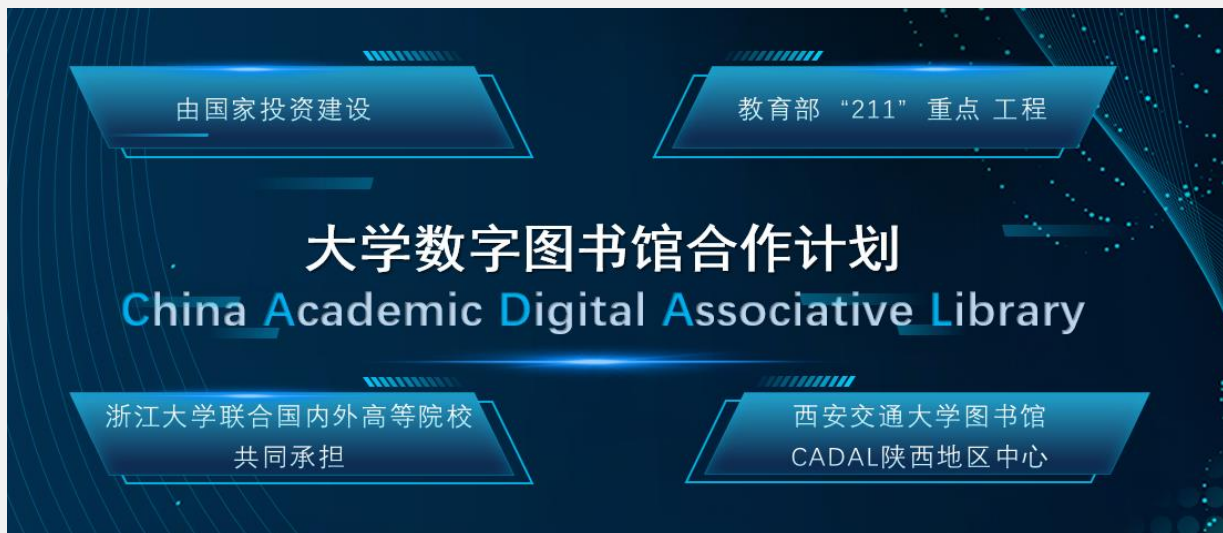 由国家投资建设
教育部 “211” 重点 工程
大学数字图书馆合作计划
China Academic Digital Associative Library
浙江大学联合国内外高等院校
共同承担
西安交通大学图书馆
CADAL陕西地区中心